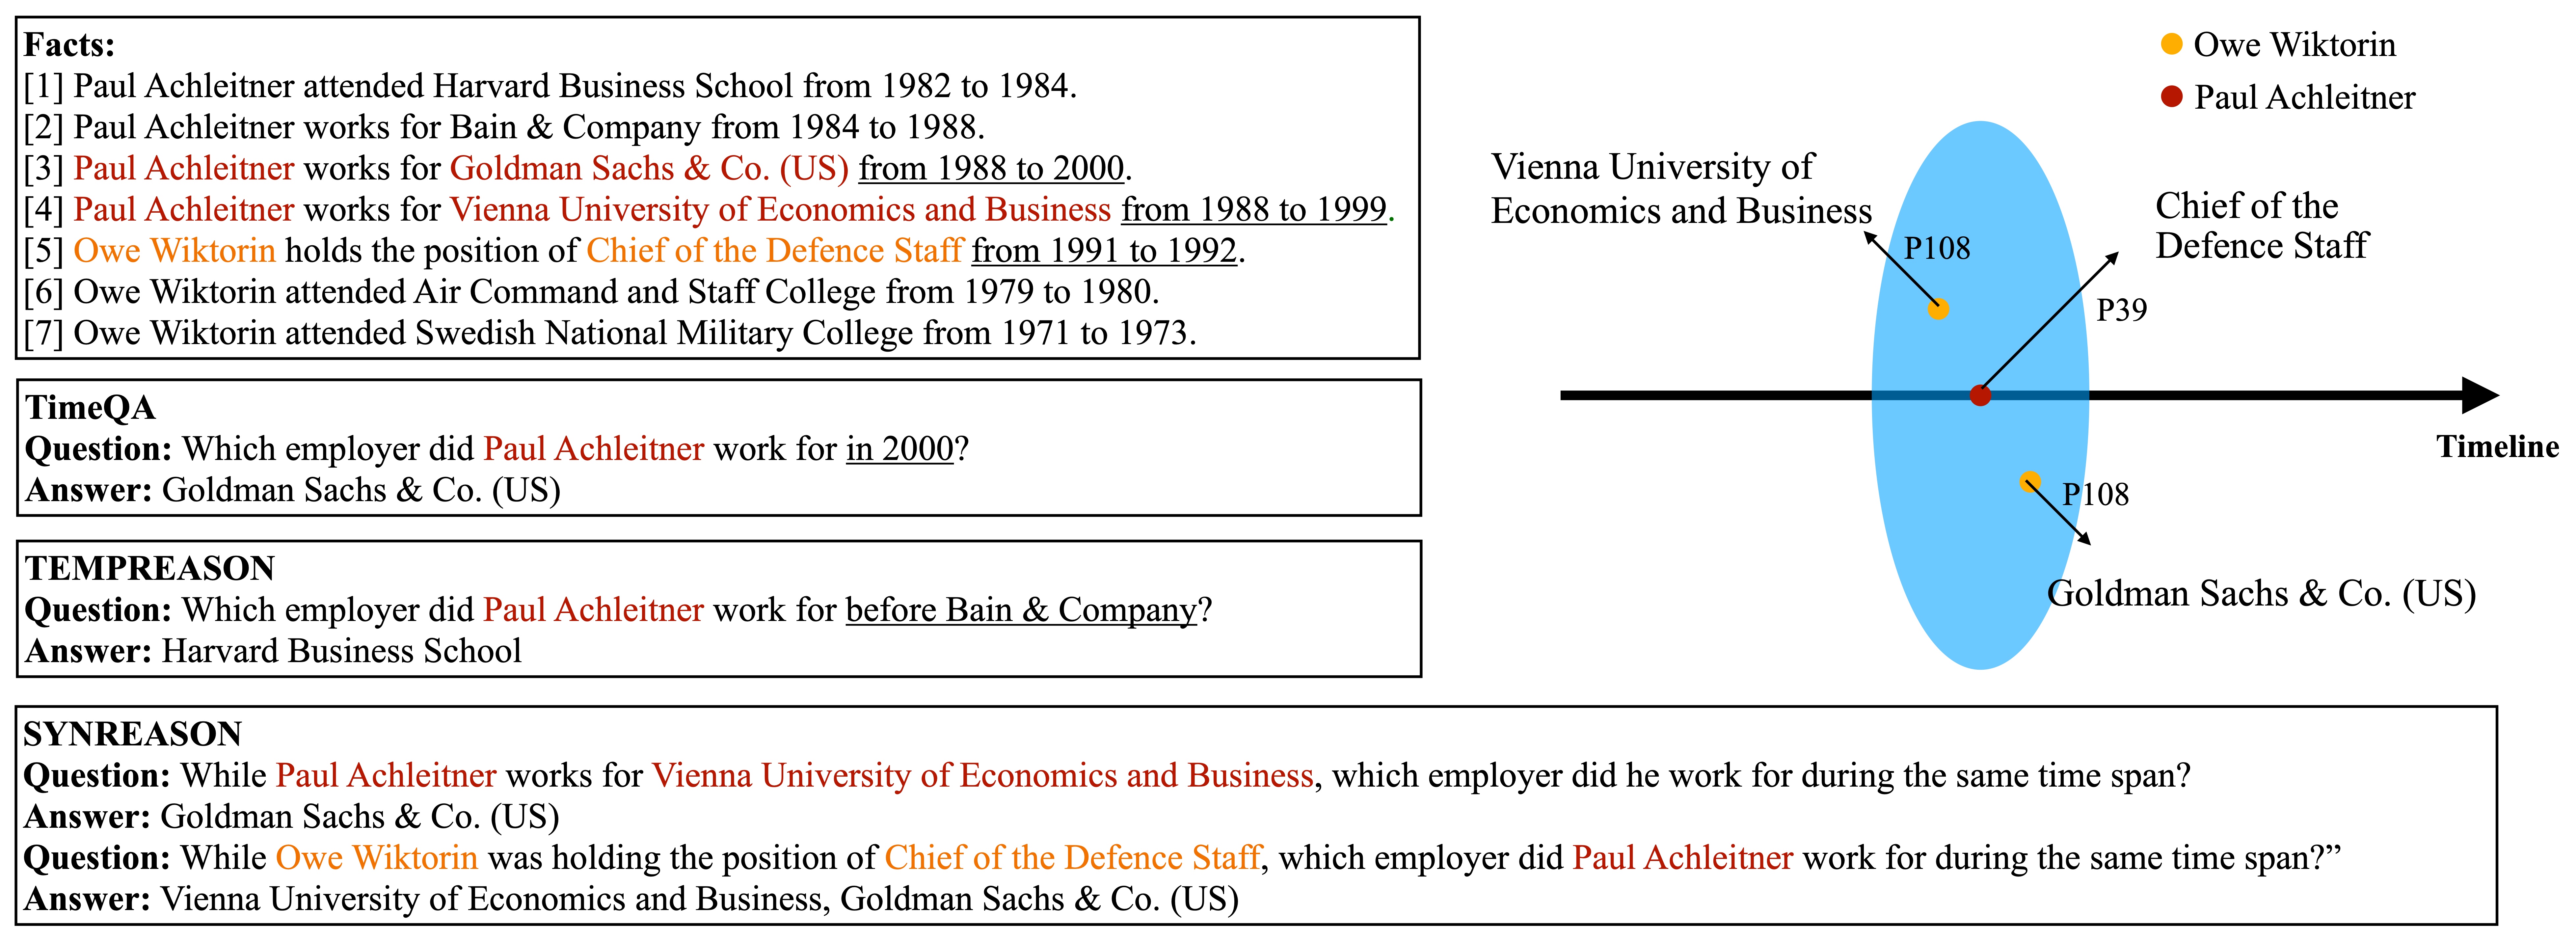 Facts:
[1] Paul Achleitner attended Harvard Business School from 1982 to 1984.
[2] Paul Achleitner works for Bain & Company from 1984 to 1988.
[3] Paul Achleitner works for Goldman Sachs & Co. (US) from 1988 to 2000.
[4] Paul Achleitner works for Vienna University of Economics and Business from 1988 to 1999.
[5] Owe Wiktorin holds the position of Chief of the Defence Staff from 1991 to 1992.
[6] Owe Wiktorin attended Air Command and Staff College from 1979 to 1980.
[7] Owe Wiktorin attended Swedish National Military College from 1971 to 1973.
TimeQA
Question: Which employer did Paul Achleitner work for in 2000?
Answer: Goldman Sachs & Co. (US)
TEMPREASON
Question: Which employer did Paul Achleitner work for before Bain & Company?
Answer: Harvard Business School
Owe Wiktorin
Paul Achleitner
Vienna University of
Economics and Business
P108
Chief of the
Defence Staff
P39
Timeline
P108
Goldman Sachs & Co. (US)
SYNREASON
Question: While Paul Achleitner works for Vienna University of Economics and Business, which employer did he work for during the same time span?
Answer: Goldman Sachs & Co. (US)
Question: While Owe Wiktorin was holding the position of Chief of the Defence Staff, which employer did Paul Achleitner work for during the same time span?”
Answer: Vienna University of Economics and Business, Goldman Sachs & Co. (US)